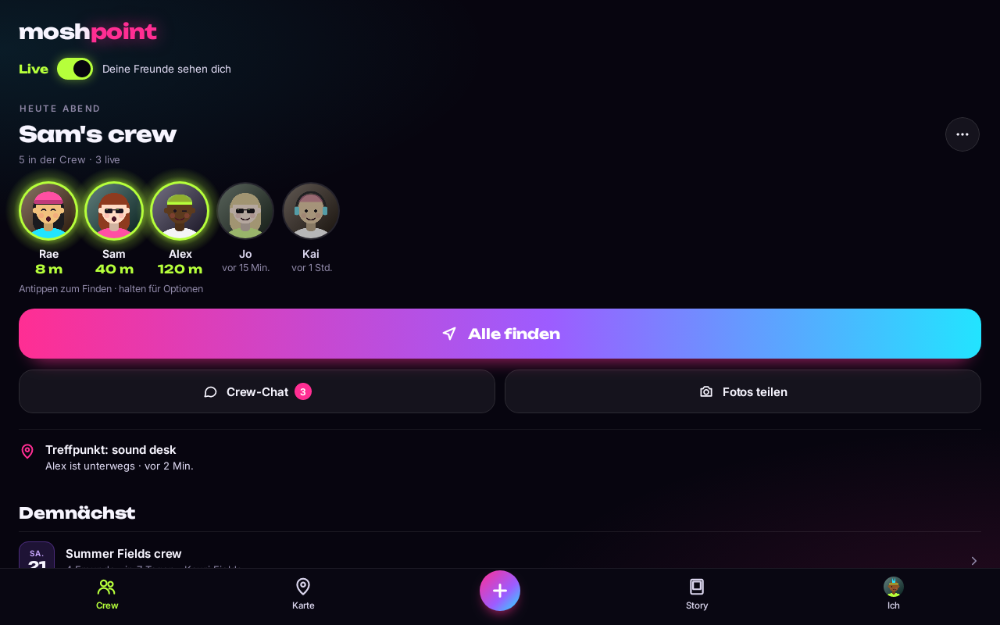 moshpoint
Live Deine Freunde sehen dich
HEUTE ABEND
Sam's crew
5 in der Crew · 3 live
Rae Sam Alex Jo Kai
8 m 40 m 120 m vor 15 Min. vor 1 Std.
Antippen zum Finden · halten für Optionen
Alle finden
Crew-Chat 3 Fotos teilen
Treffpunkt: sound desk
Alex ist unterwegs · vor 2 Min.
Demnächst
SA.
21
Summer Fields crew
Crew Karte Story Ich